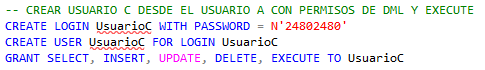 -- CREAR USUARIO C DESDE EL USUARIO A CON PERMISOS DE DML Y EXECUTE
CREATE LOGIN UsuarioC WITH PASSWORD = N'24802480'
CREATE USER UsuarioC FOR LOGIN UsuarioC
GRANT SELECT, INSERT, UPDATE, DELETE, EXECUTE TO UsuarioC